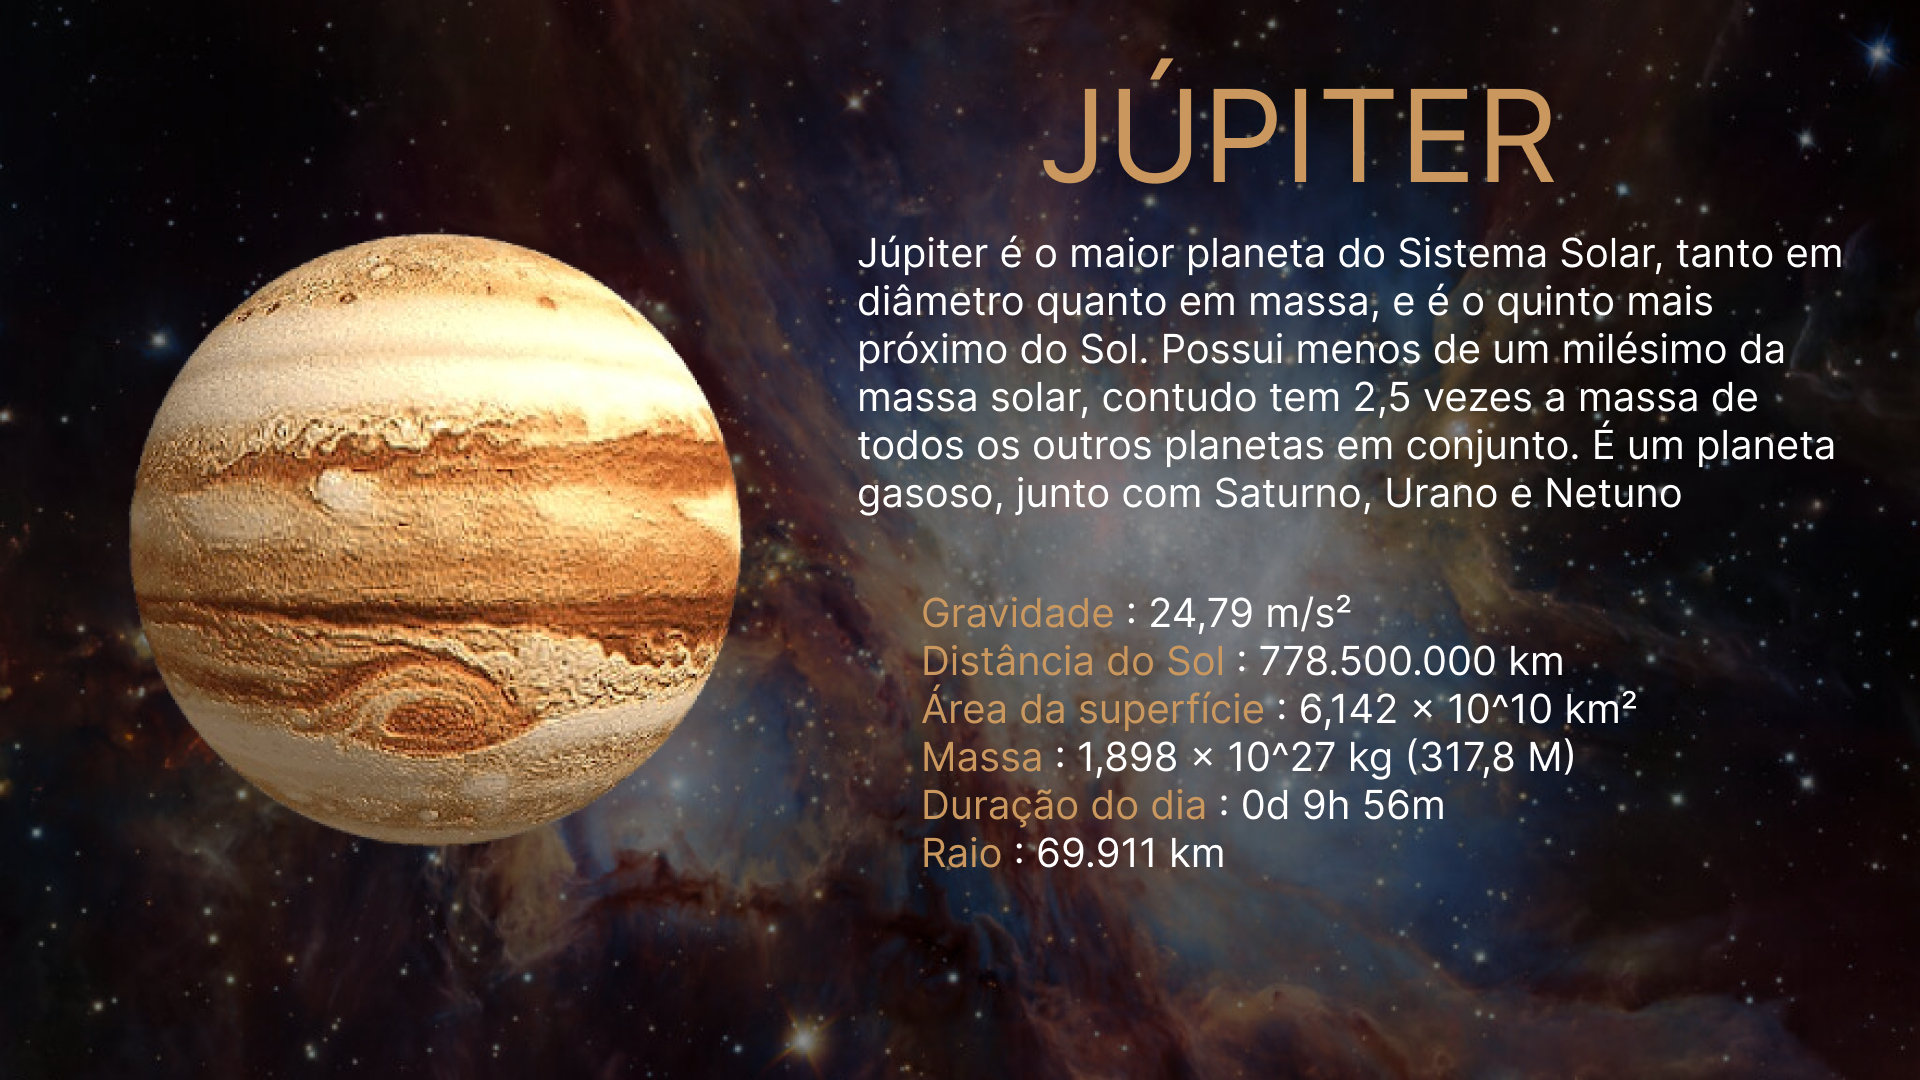 JÚPITER
Júpiter é o maior planeta do Sistema Solar, tanto em
diâmetro quanto em massa, e é o quinto mais
próximo do Sol. Possui menos de um milésimo da
massa solar, contudo tem 2,5 vezes a massa de
todos os outros planetas em conjunto. É um planeta
gasoso, junto com Saturno, Urano e Netuno
Gravidade : 24,79 m/s²
Distância do Sol : 778.500.000 km
Área da superfície : 6,142 × 10^10 km²
Massa : 1,898 × 10^27 kg (317,8 M)
Duração do dia : 0d 9h 56m
Raio : 69.911 km